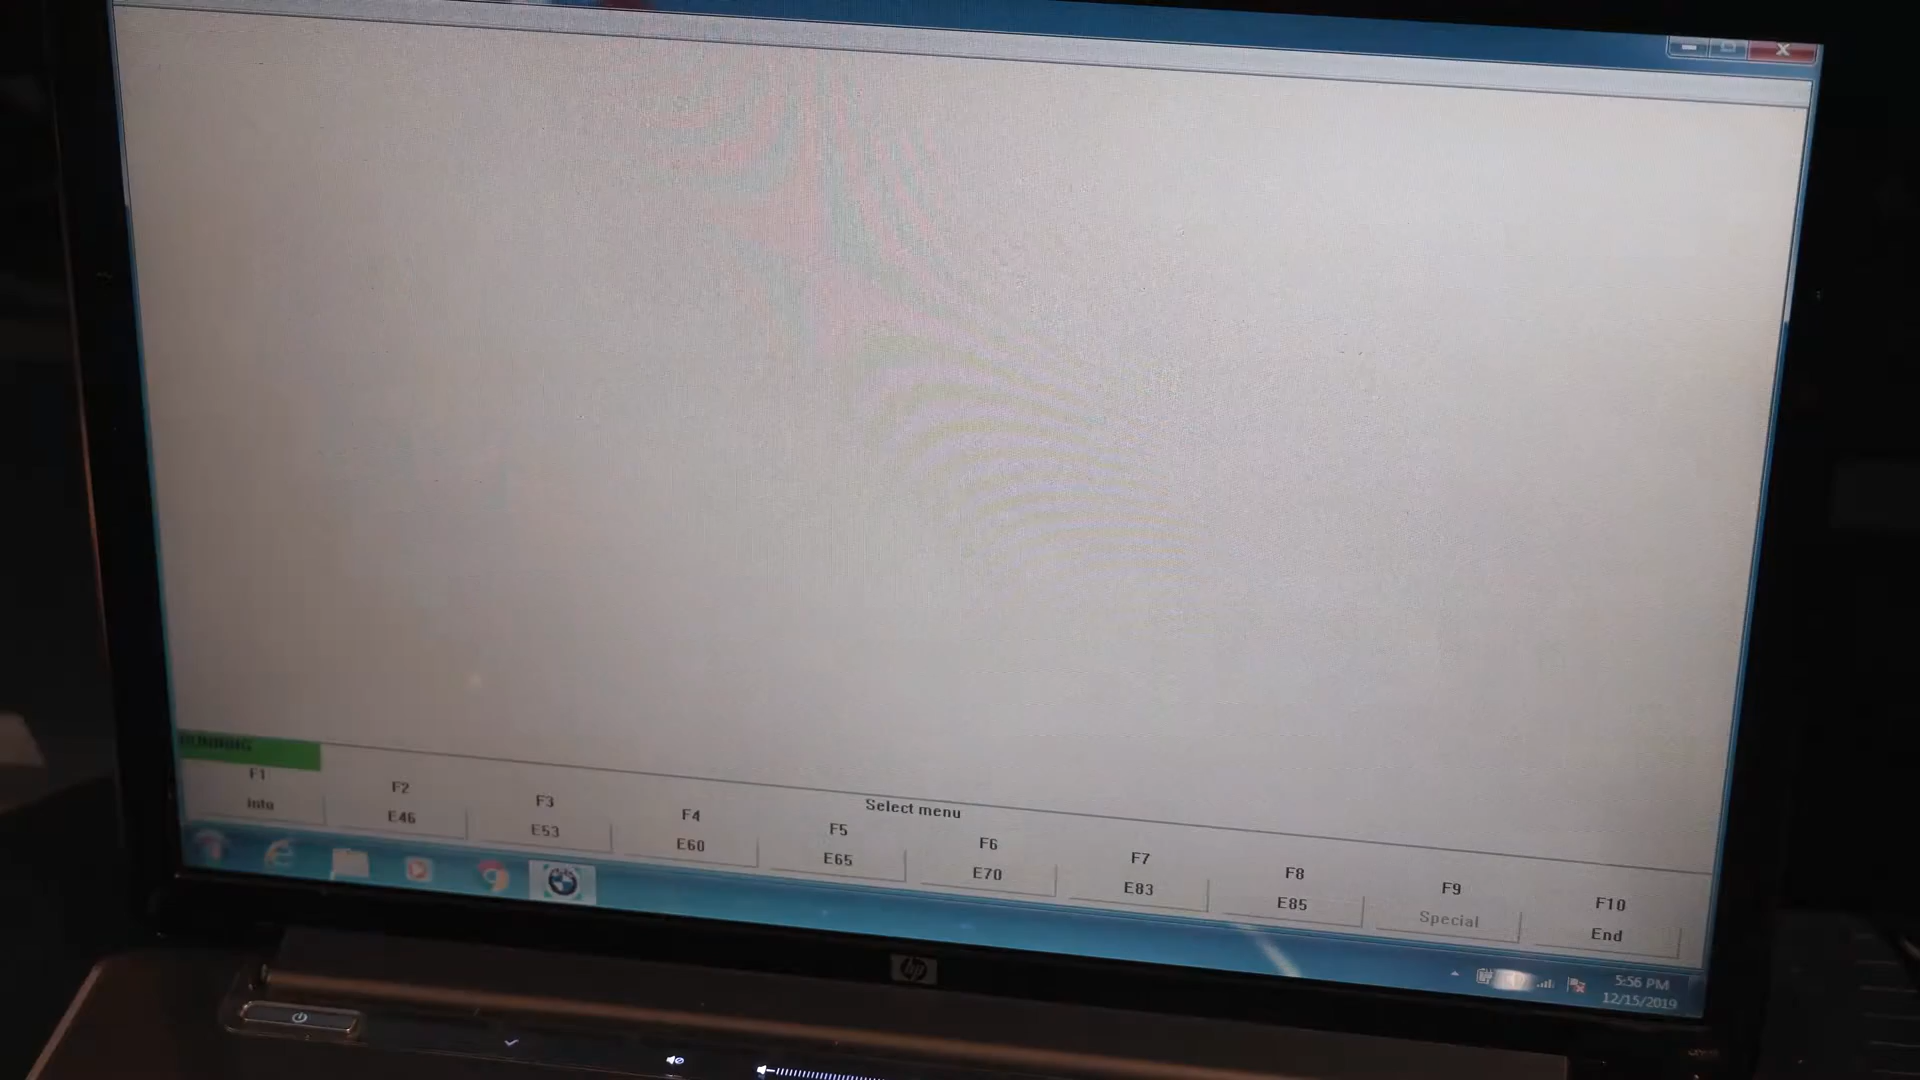 RUNNING
Select menu
F1 F2 F3 F4 F5 F6 F7 F8 F9 F10
Info E46 E53 E60 E65 E70 E83 E85 Special End
hp
5:56 PM
12/15/2019